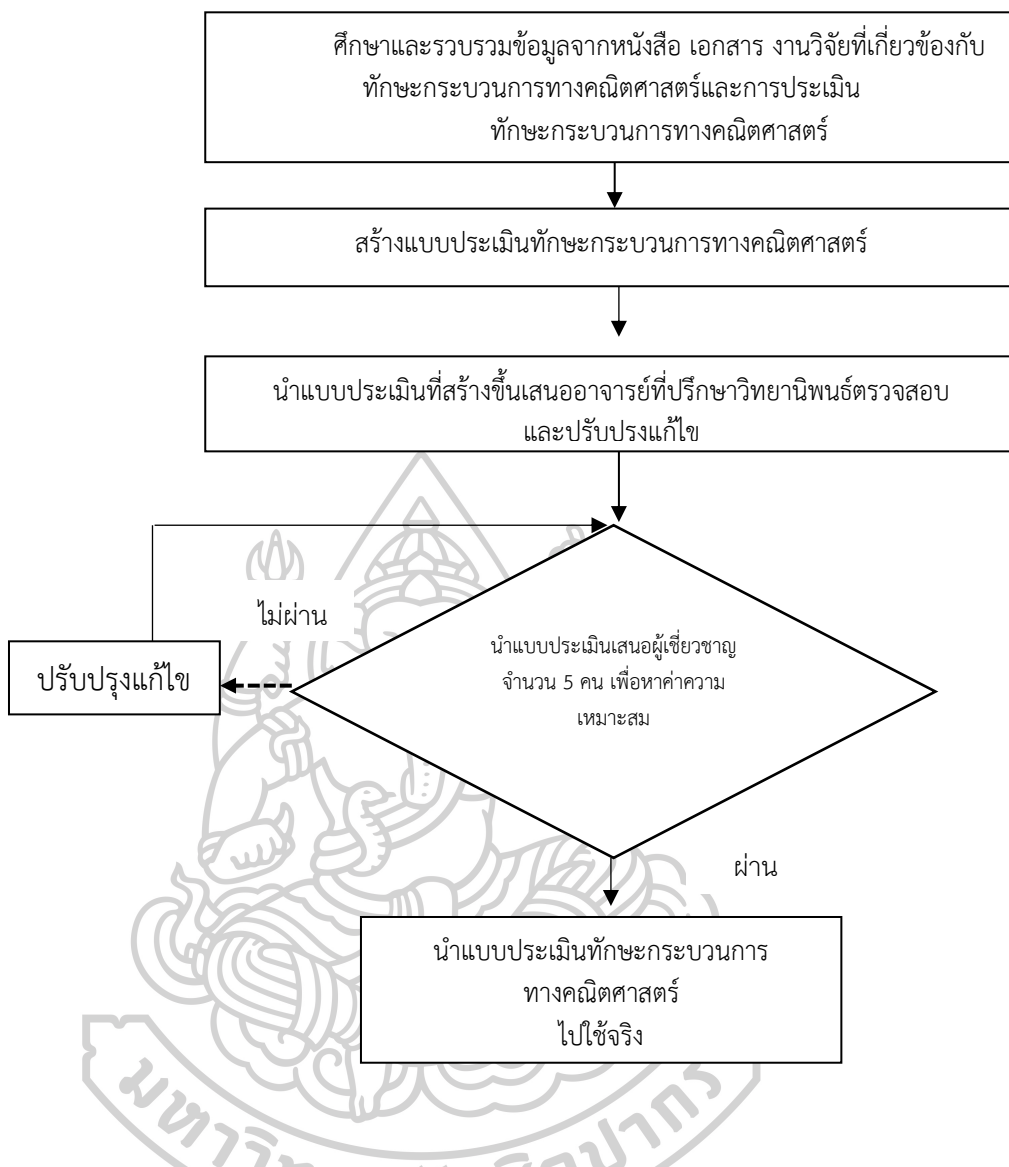 ศึกษาและรวบรวมข้อมูลจากหนังสือ เอกสาร งานวิจัยที่เกี่ยวข้องกับ
ทักษะกระบวนการทางคณิตศาสตร์และการประเมิน
ทักษะกระบวนการทางคณิตศาสตร์
สร้างแบบประเมินทักษะกระบวนการทางคณิตศาสตร์
นำแบบประเมินที่สร้างขึ้นเสนออาจารย์ที่ปรึกษาวิทยานิพนธ์ตรวจสอบ
และปรับปรุงแก้ไข
ไม่ผ่าน
ปรับปรุงแก้ไข
นำแบบประเมินเสนอผู้เชี่ยวชาญ
จำนวน 5 คน เพื่อหาค่าความ
เหมาะสม
ผ่าน
นำแบบประเมินทักษะกระบวนการ
ทางคณิตศาสตร์
ไปใช้จริง